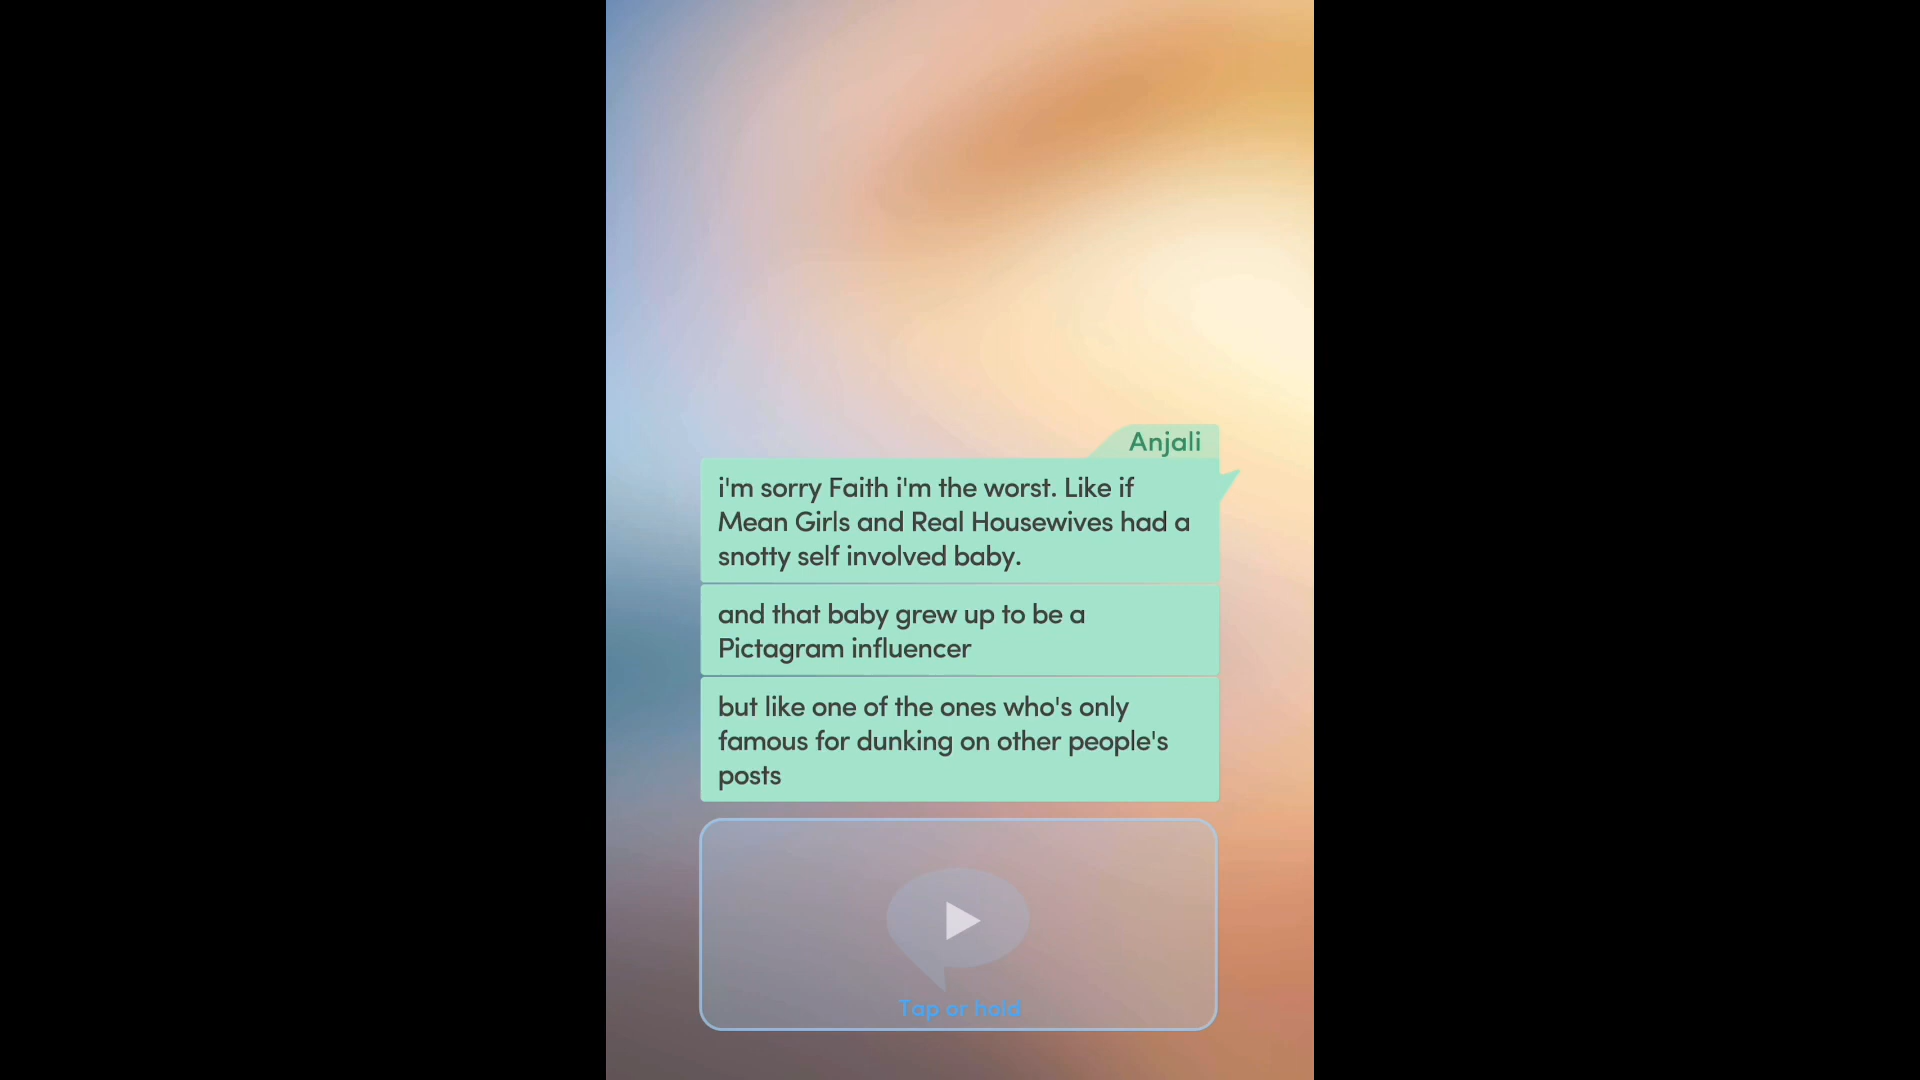 Anjali
i'm sorry Faith i'm the worst. Like if
Mean Girls and Real Housewives had a
snotty self involved baby.
and that baby grew up to be a
Pictagram influencer
but like one of the ones who's only
famous for dunking on other people's
posts
Tap or hold